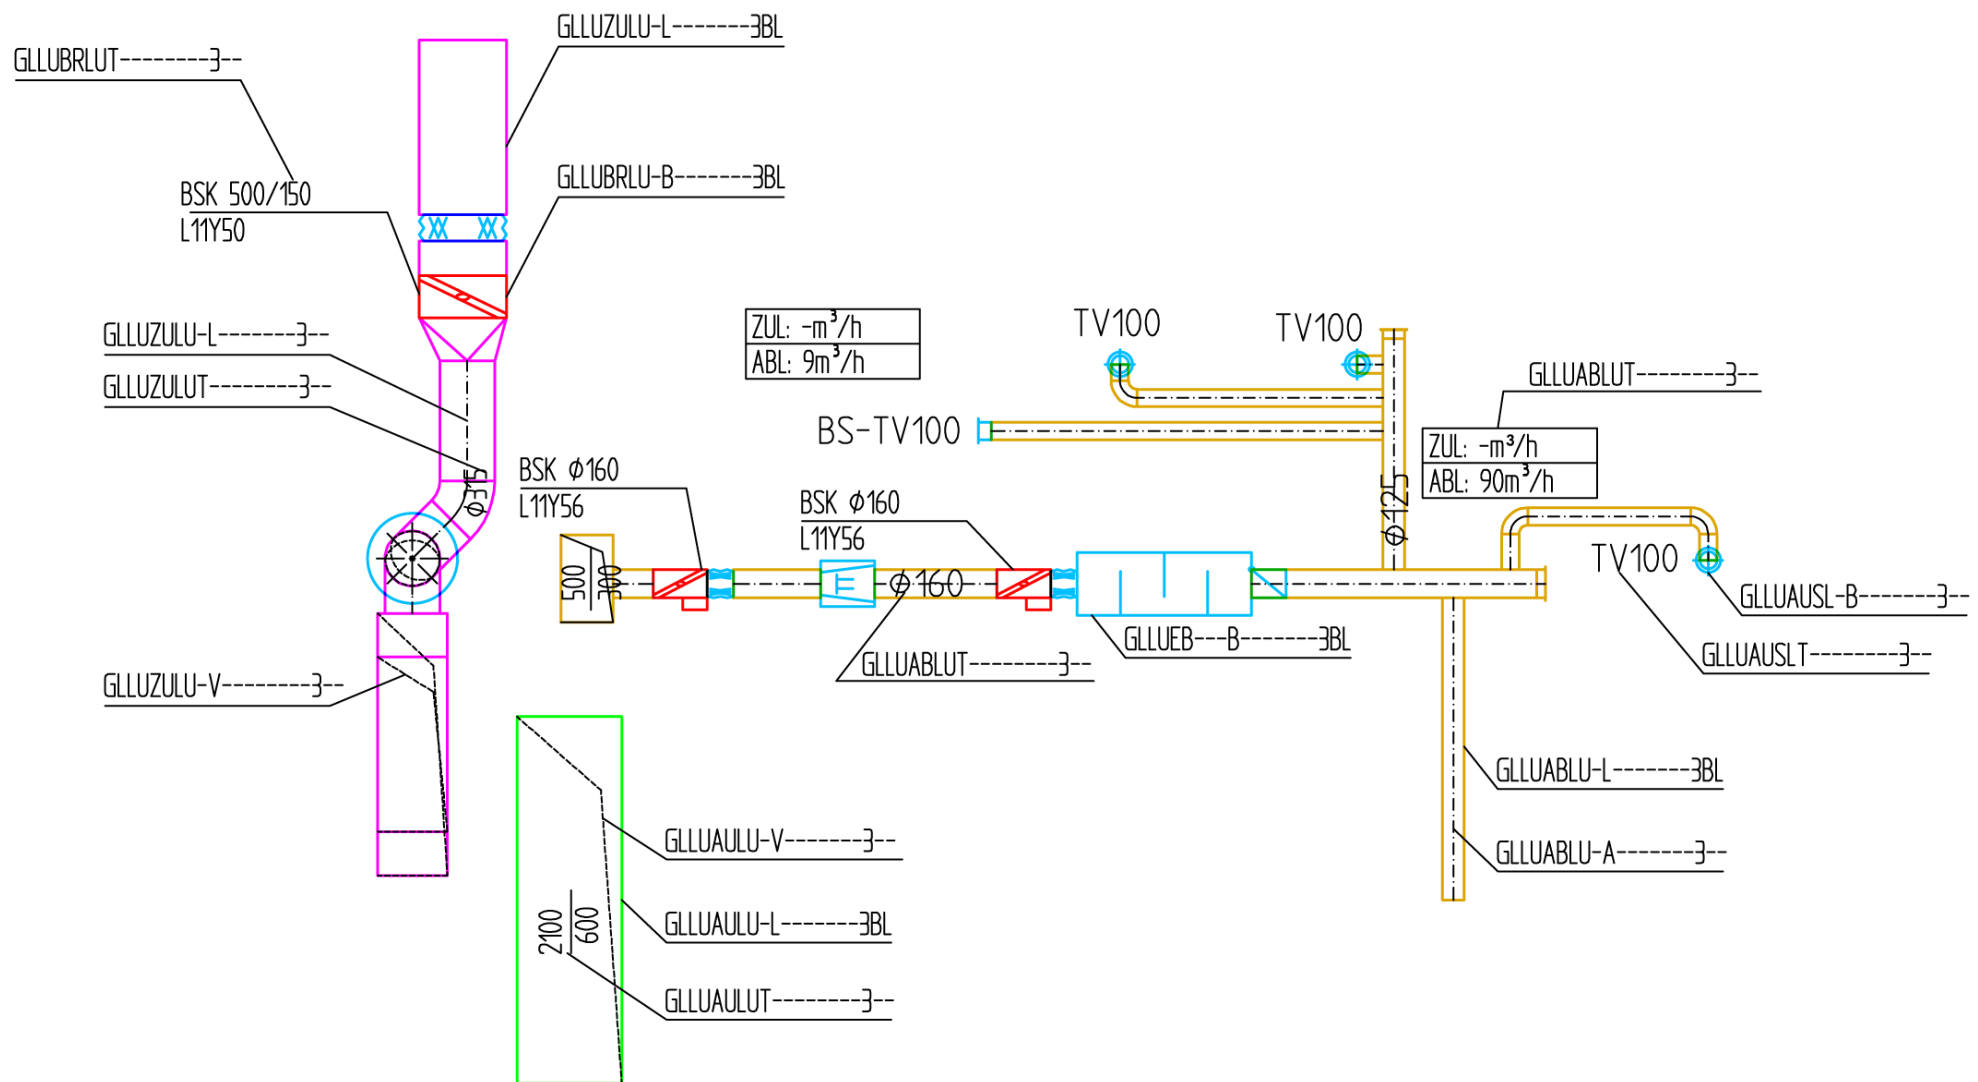 GLLUZULU-L-------3BL
GLLUBRLUT--------3--
BSK 500/150
L11Y50
GLLUBRLU-B-------3BL
GLLUZULU-L-------3--
GLLUZULUT--------3--
ϕ315
ZUL: -m³/h
ABL: 9m³/h
TV100
TV100
GLLUABLUT--------3--
BS-TV100
ZUL: -m³/h
ABL: 90m³/h
ϕ125
BSK ϕ160
L11Y56
BSK ϕ160
L11Y56
500
300
ϕ160
TV100
GLLUAUSL-B-------3--
GLLUEB---B-------3BL
GLLUABLUT--------3--
GLLUAUSLT--------3--
GLLUZULU-V-------3--
GLLUABLU-L-------3BL
GLLUAULU-V-------3--
GLLUABLU-A-------3--
2100
600
GLLUAULU-L-------3BL
GLLUAULUT--------3--